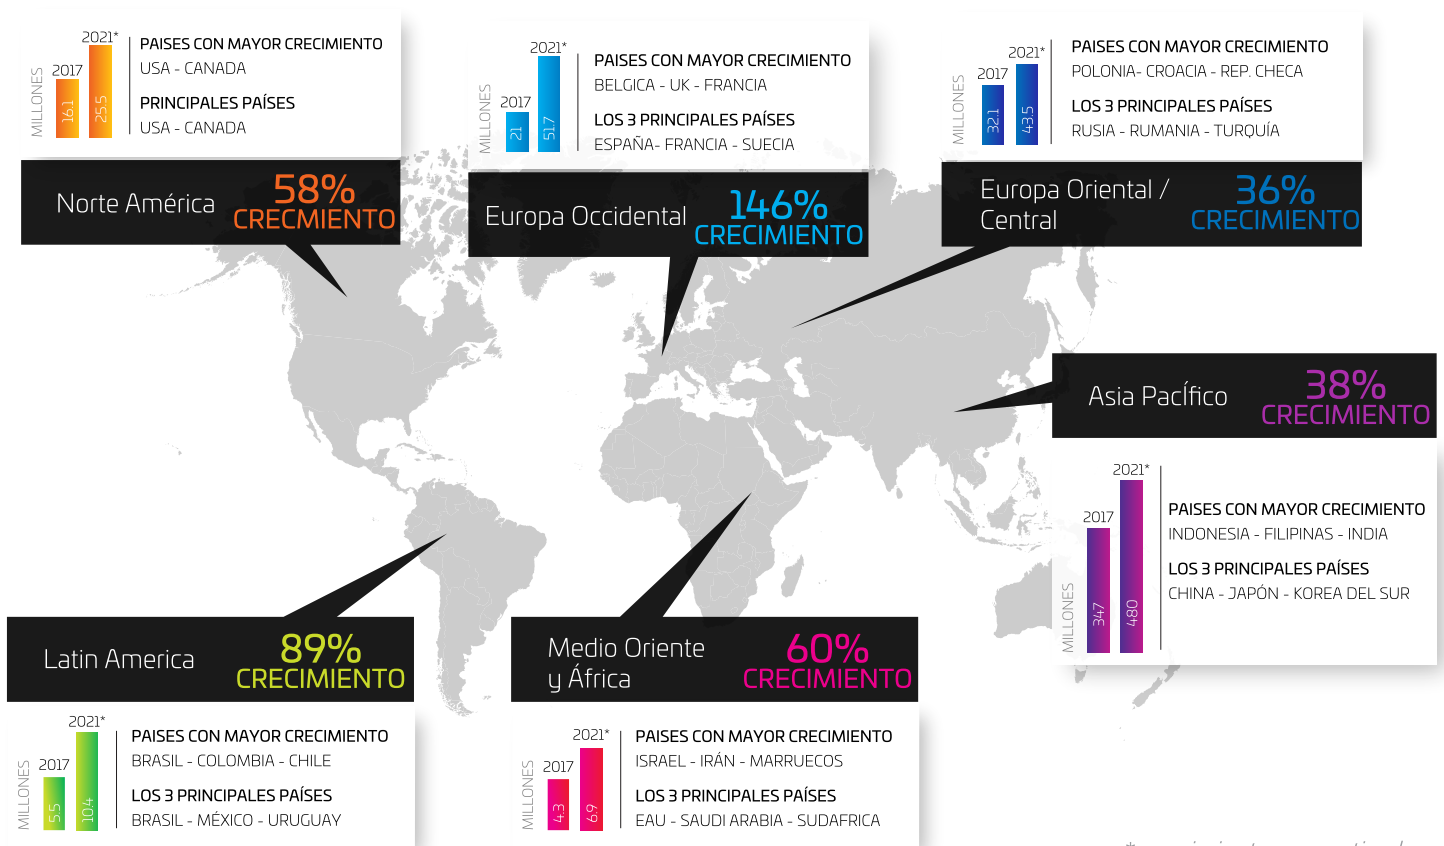 MILLONES
2017
2021*
16.1
25.5
PAISES CON MAYOR CRECIMIENTO
USA - CANADA
PRINCIPALES PAÍSES
USA - CANADA
Norte América
58%
CRECMIENTO
MILLONES
2017
2021*
21
51.7
PAISES CON MAYOR CRECIMIENTO
BELGICA - UK - FRANCIA
LOS 3 PRINCIPALES PAÍSES
ESPAÑA- FRANCIA - SUECIA
Europa Occidental
146%
CRECIMIENTO
MILLONES
2017
2021*
32.1
43.5
PAISES CON MAYOR CRECIMIENTO
POLONIA- CROACIA - REP. CHECA
LOS 3 PRINCIPALES PAÍSES
RUSIA - RUMANIA - TURQUÍA
Europa Oriental /
Central
36%
CRECIMIENTO
Asia PacÍfico
38%
CRECIMIENTO
MILLONES
2017
2021*
347
480
PAISES CON MAYOR CRECIMIENTO
INDONESIA - FILIPINAS - INDIA
LOS 3 PRINCIPALES PAÍSES
CHINA - JAPÓN - KOREA DEL SUR
Latin America
89%
CRECIMIENTO
MILLONES
2017
2021*
5.5
10.4
PAISES CON MAYOR CRECIMIENTO
BRASIL - COLOMBIA - CHILE
LOS 3 PRINCIPALES PAÍSES
BRASIL - MÉXICO - URUGUAY
Medio Oriente
y África
60%
CRECIMIENTO
MILLONES
2017
2021*
4.3
6.9
PAISES CON MAYOR CRECIMIENTO
ISRAEL - IRÁN - MARRUECOS
LOS 3 PRINCIPALES PAÍSES
EAU - SAUDI ARABIA - SUDAFRICA